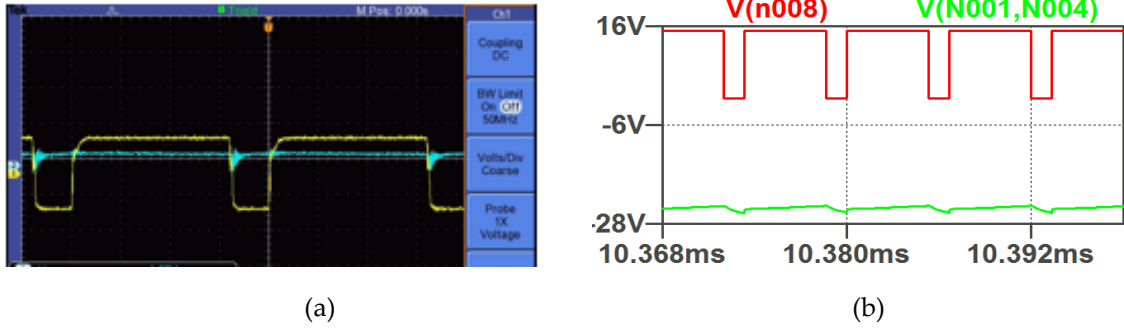 Tek Trig'd M Pos: 0.000s Ch1
Coupling
DC
BW Limit
On Off
50MHz
Volts/Div
Coarse
Probe
1X
Voltage
V(n008) V(N001,N004)
16V
-6V
-28V
10.368ms 10.380ms 10.392ms
(a) (b)